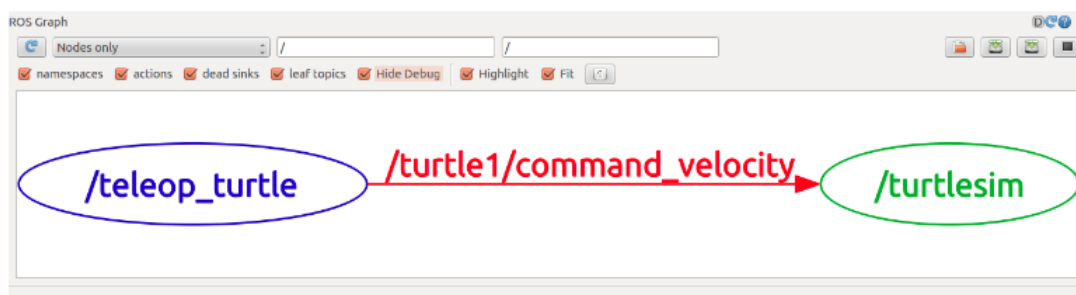 ROS Graph
Nodes only / /
namespaces actions dead sinks leaf topics Hide Debug Highlight Fit
/turtle1/command_velocity
/teleop_turtle /turtlesim